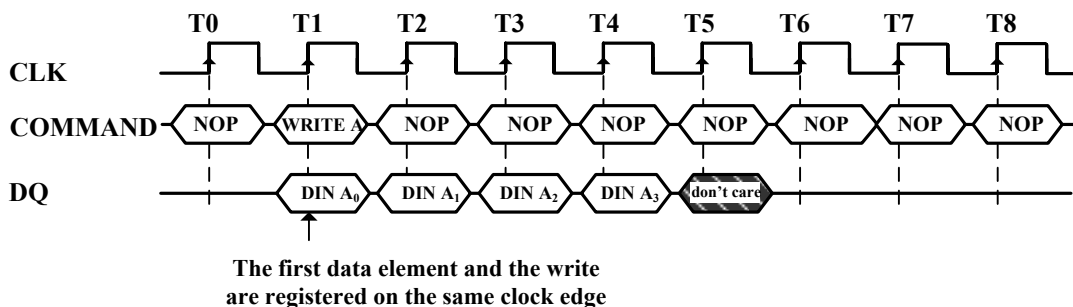 T0 T1 T2 T3 T4 T5 T6 T7 T8
CLK
COMMAND NOP WRITE A NOP NOP NOP NOP NOP NOP NOP
DQ DIN A₀ DIN A₁ DIN A₂ DIN A₃ don't care
The first data element and the write
are registered on the same clock edge